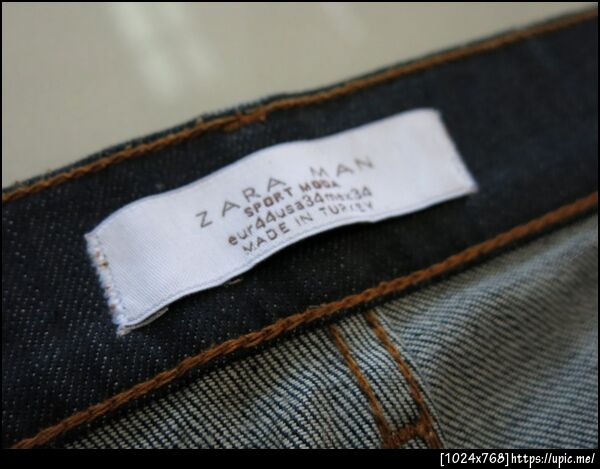 ZARA MAN
SPORT MODA
eur44usa34mex34
MADE IN TURKEY
[1024x768]https://upic.me/